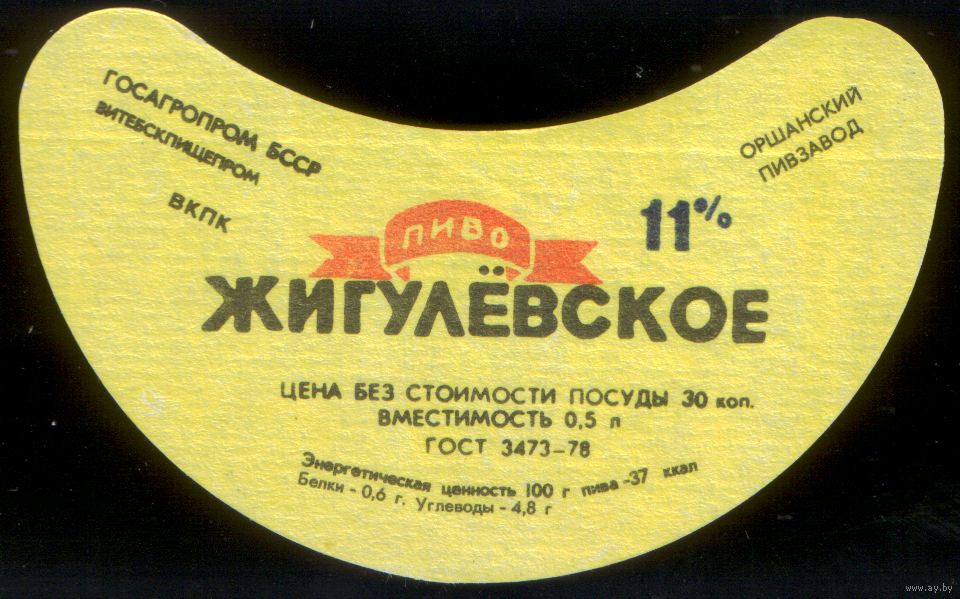 ГОСАГРОПРОМ БССР
ВИТЕБСКПИЩЕПРОМ
ВКПК
ОРШАНСКИЙ
ПИВЗАВОД
11%
ПИВО
ЖИГУЛЁВСКОЕ
ЦЕНА БЕЗ СТОИМОСТИ ПОСУДЫ 30 коп.
ВМЕСТИМОСТЬ 0,5 л
ГОСТ 3473-78
Энергетическая ценность 100 г пива -37 ккал
Белки - 0,6 г. Углеводы - 4,8 г
www.ay.by